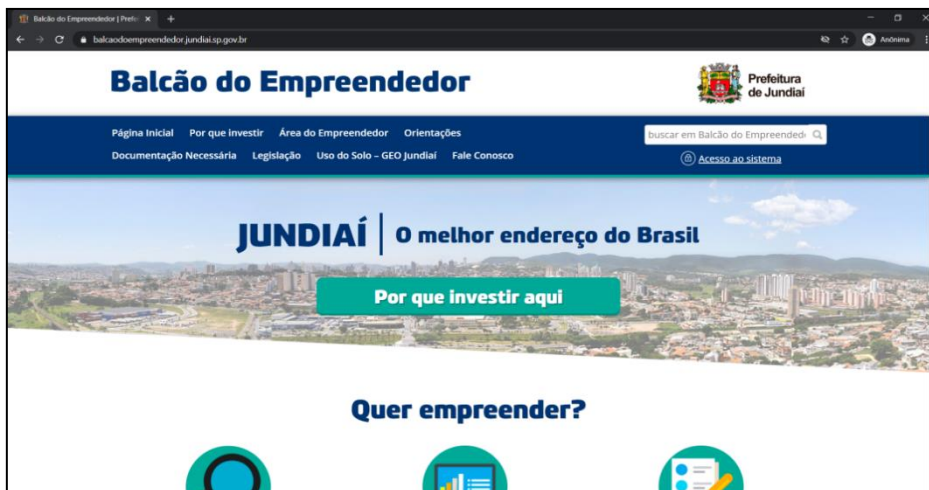 Balcão do Empreendedor | Prefei
balcaodoempreendedor.jundiai.sp.gov.br
Anônima
Balcão do Empreendedor
Prefeitura
de Jundiaí
Página Inicial Por que investir Área do Empreendedor Orientações
buscar em Balcão do Empreended
Documentação Necessária Legislação Uso do Solo – GEO Jundiaí Fale Conosco
Acesso ao sistema
JUNDIAÍ O melhor endereço do Brasil
Por que investir aqui
Quer empreender?